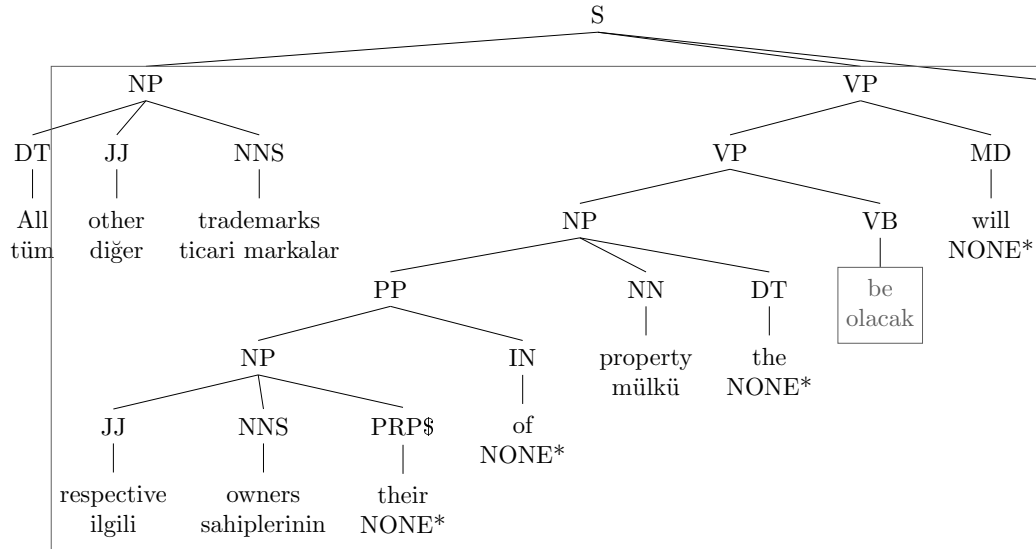 S
NP VP
DT JJ NNS VP MD
All other trademarks NP VB will
tüm diğer ticari markalar NONE*
PP NN DT be
olacak
NP IN property the
mülkü NONE*
JJ NNS PRP$ of
NONE*
respective owners their
ilgili sahiplerinin NONE*